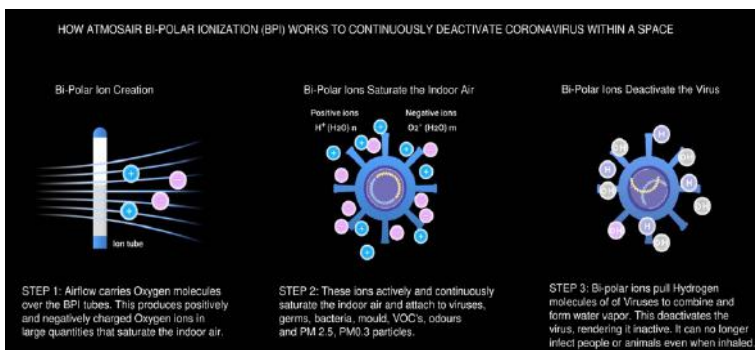 HOW ATMOSAIR BI-POLAR IONIZATION (BPI) WORKS TO CONTINUOUSLY DEACTIVATE CORONAVIRUS WITHIN A SPACE
Bi-Polar Ion Creation
Ion tube
STEP 1: Airflow carries Oxygen molecules
over the BPI tubes. This produces positively
and negatively charged Oxygen ions in
large quantities that saturate the indoor air.
Bi-Polar Ions Saturate the Indoor Air
Positive ions
H+ (H2O) n
Negative ions
O2- (H2O) m
STEP 2: These ions actively and continuously
saturate the indoor air and attach to viruses,
germs, bacteria, mould, VOC's, odours
and PM 2.5, PM0.3 particles.
Bi-Polar Ions Deactivate the Virus
H
OH
OH
H
H
OH
OH
H
OH
STEP 3: Bi-polar ions pull Hydrogen
molecules of of Viruses to combine and
form water vapor. This deactivates the
virus, rendering it inactive. It can no longer
infect people or animals even when inhaled.